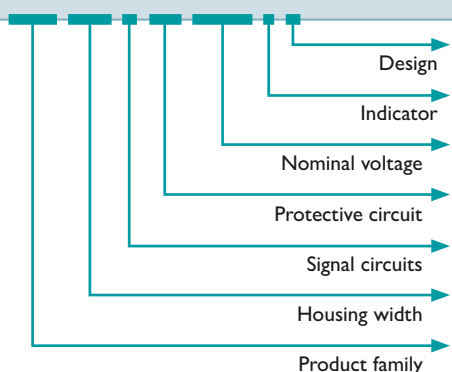 Design
Indicator
Nominal voltage
Protective circuit
Signal circuits
Housing width
Product family